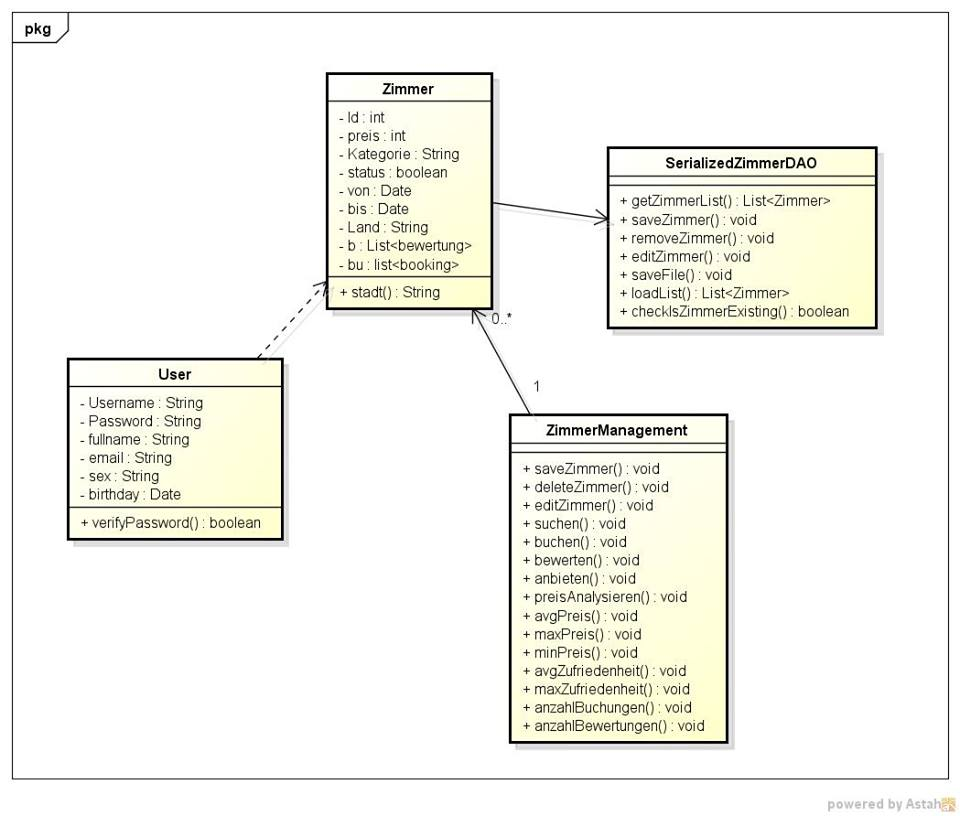 pkg
Zimmer
- Id : int
- preis : int
- Kategorie : String
- status : boolean
- von : Date
- bis : Date
- Land : String
- b : List<bewertung>
- bu : list<booking>
+ stadt() : String
SerializedZimmerDAO
+ getZimmerList() : List<Zimmer>
+ saveZimmer() : void
+ removeZimmer() : void
+ editZimmer() : void
+ saveFile() : void
+ loadList() : List<Zimmer>
+ checkIsZimmerExisting() : boolean
0..*
1
User
- Username : String
- Password : String
- fullname : String
- email : String
- sex : String
- birthday : Date
+ verifyPassword() : boolean
ZimmerManagement
+ saveZimmer() : void
+ deleteZimmer() : void
+ editZimmer() : void
+ suchen() : void
+ buchen() : void
+ bewerten() : void
+ anbieten() : void
+ preisAnalysieren() : void
+ avgPreis() : void
+ maxPreis() : void
+ minPreis() : void
+ avgZufriedenheit() : void
+ maxZufriedenheit() : void
+ anzahlBuchungen() : void
+ anzahlBewertungen() : void
powered by Astah